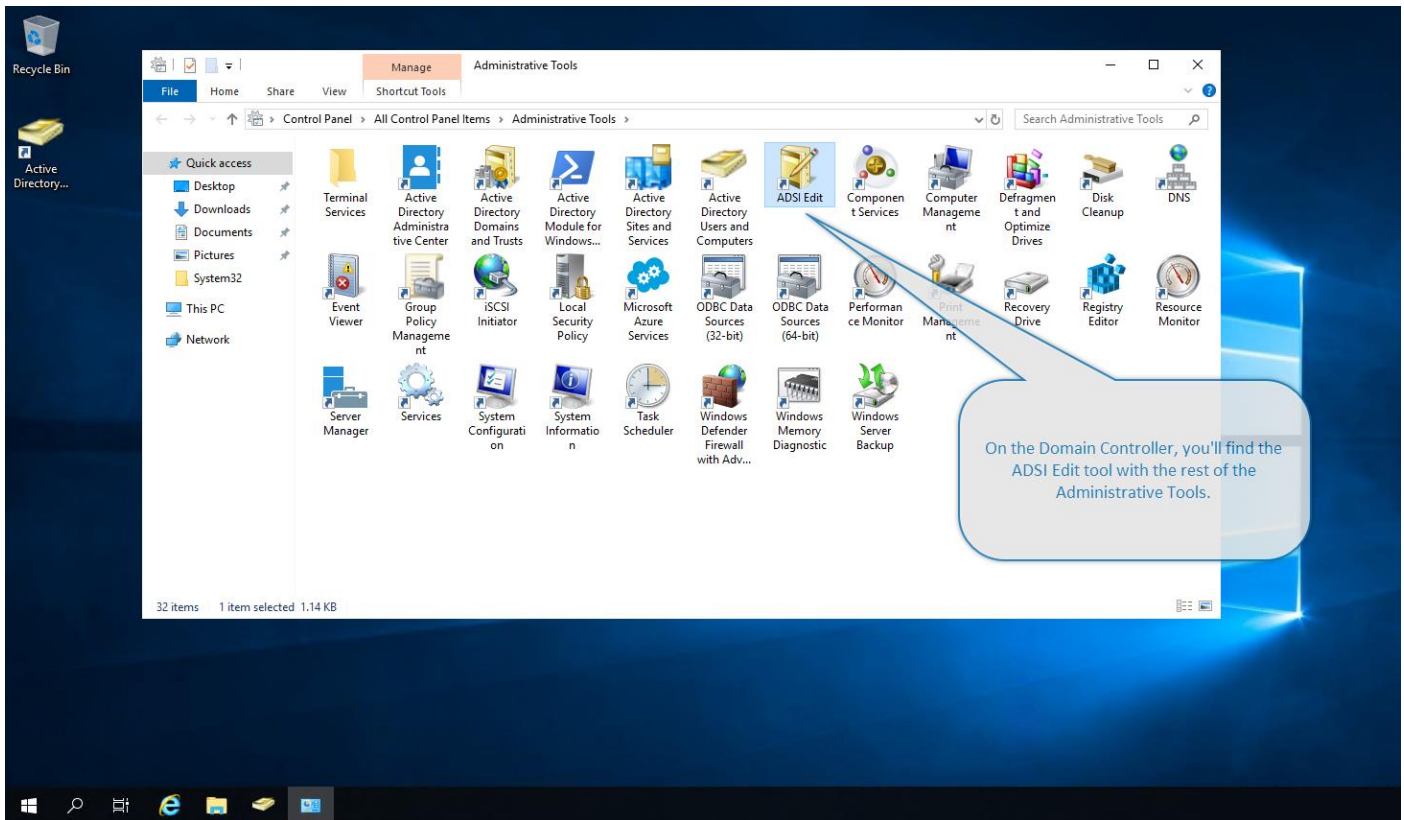 Recycle Bin
Active
Directory...
Manage
Administrative Tools
File
Home
Share
View
Shortcut Tools
Control Panel > All Control Panel Items > Administrative Tools >
Search Administrative Tools
Quick access
Desktop
Downloads
Documents
Pictures
System32
This PC
Network
Terminal
Services
Active
Directory
Administra
tive Center
Active
Directory
Domains
and Trusts
Active
Directory
Module for
Windows...
Active
Directory
Sites and
Services
Active
Directory
Users and
Computers
ADSI Edit
Componen
t Services
Computer
Manageme
nt
Defragmen
t and
Optimize
Drives
Disk
Cleanup
DNS
Event
Viewer
Group
Policy
Manageme
nt
iSCSI
Initiator
Local
Security
Policy
Microsoft
Azure
Services
ODBC Data
Sources
(32-bit)
ODBC Data
Sources
(64-bit)
Performan
ce Monitor
Print
Manageme
nt
Recovery
Drive
Registry
Editor
Resource
Monitor
Server
Manager
Services
System
Configurati
on
System
Informatio
n
Task
Scheduler
Windows
Defender
Firewall
with Adv...
Windows
Memory
Diagnostic
Windows
Server
Backup
On the Domain Controller, you'll find the
ADSI Edit tool with the rest of the
Administrative Tools.
32 items
1 item selected 1.14 KB